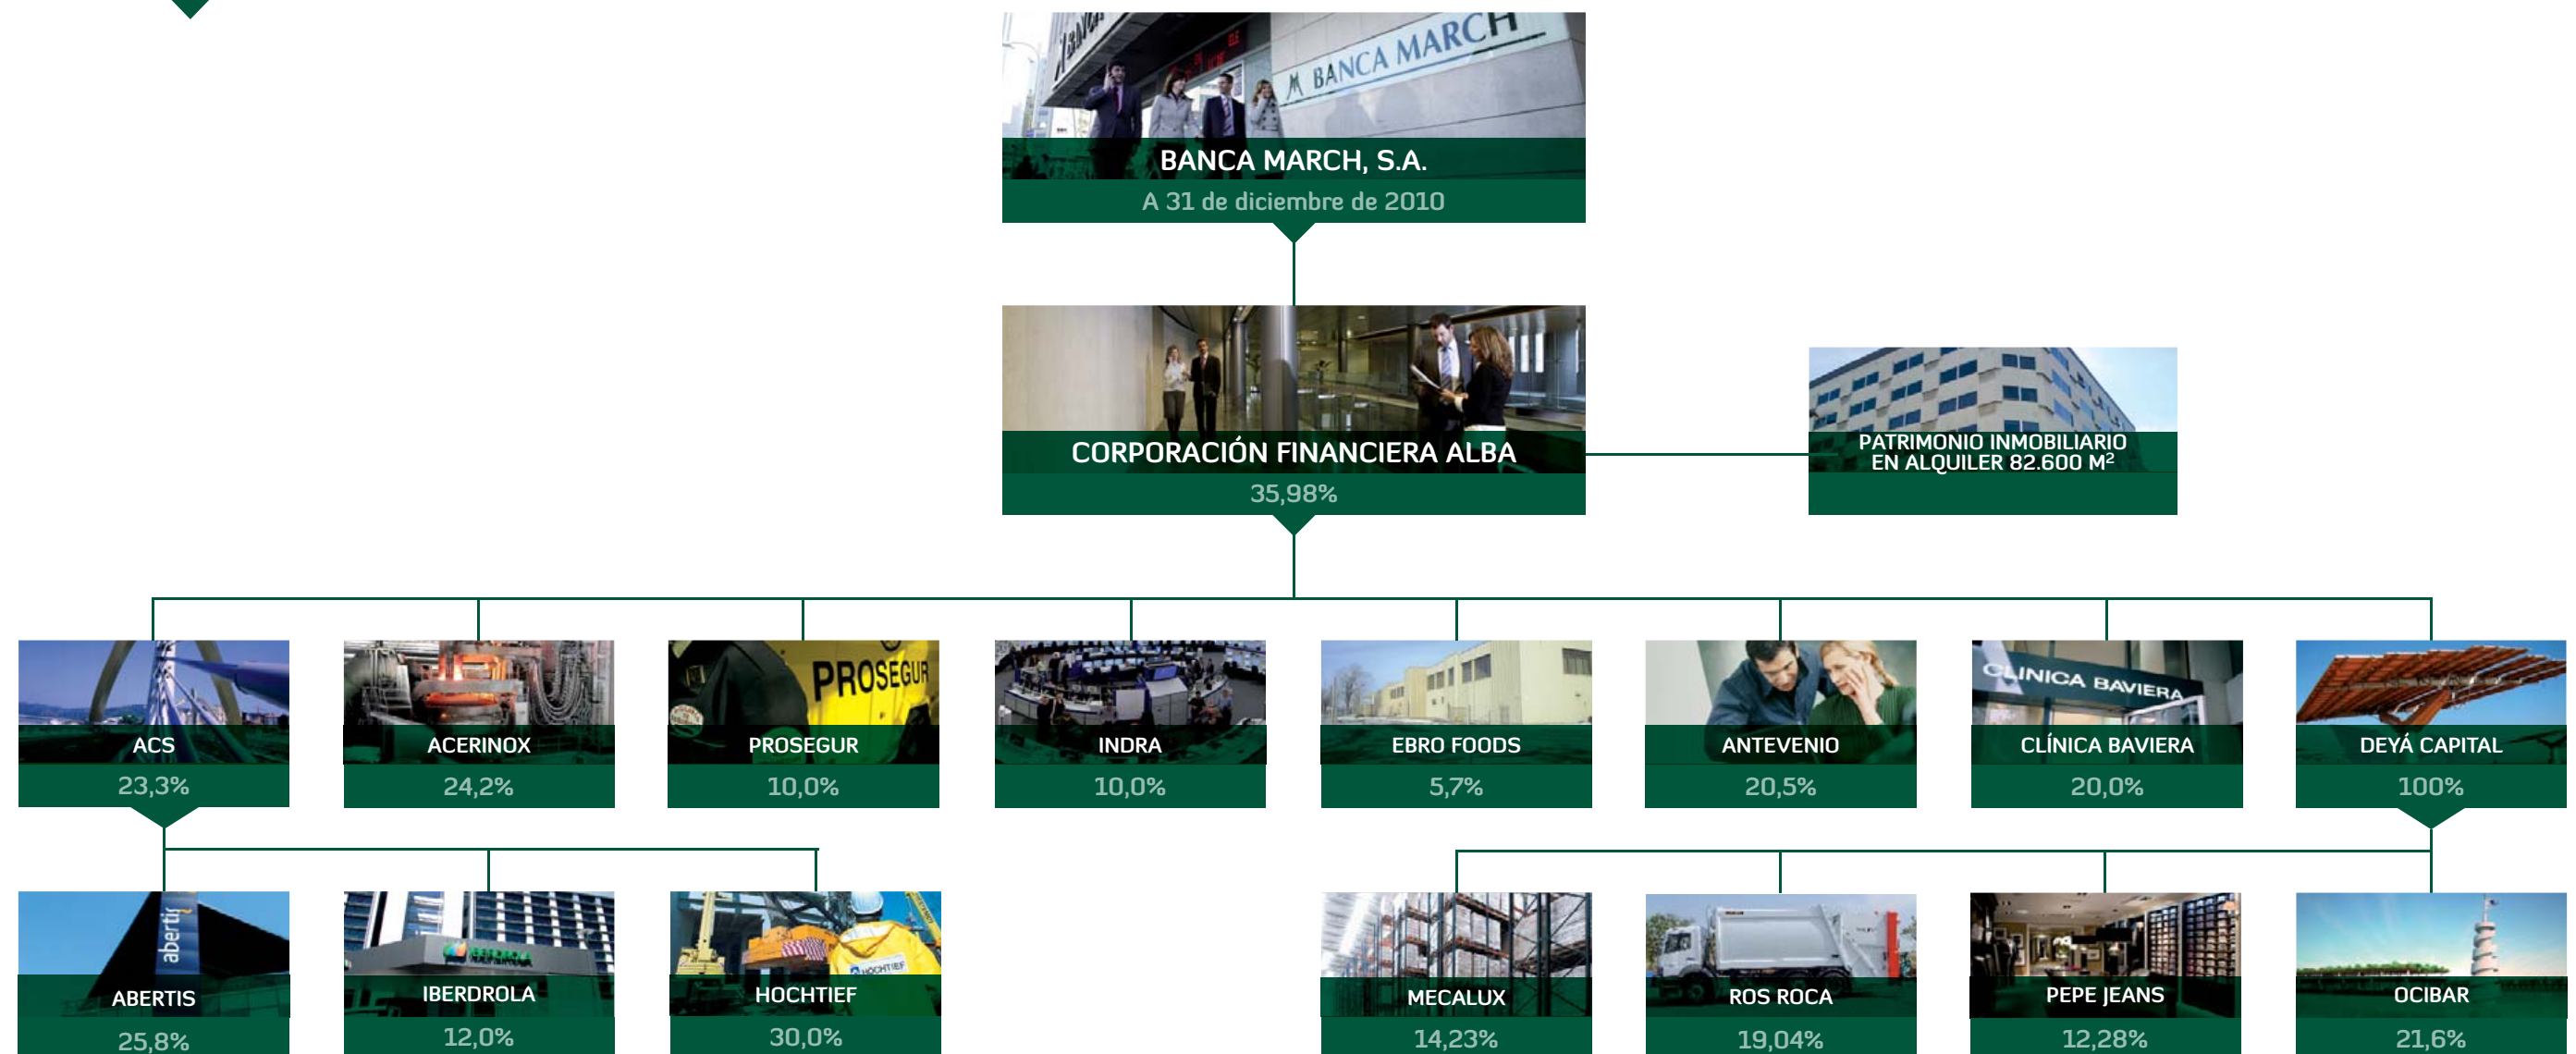 BANCA MARCH
BANCA MARCH, S.A.
A 31 de diciembre de 2010
CORPORACIÓN FINANCIERA ALBA
35,98%
PATRIMONIO INMOBILIARIO
EN ALQUILER 82.600 M²
PROSEGUR
CLINICA BAVIERA
ACS
23,3%
ACERINOX
24,2%
PROSEGUR
10,0%
INDRA
10,0%
EBRO FOODS
5,7%
ANTEVENIO
20,5%
CLÍNICA BAVIERA
20,0%
DEYÁ CAPITAL
100%
abertis
IBERDROLA
HOCHTIEF
ABERTIS
25,8%
IBERDROLA
12,0%
HOCHTIEF
30,0%
MECALUX
14,23%
ROS ROCA
19,04%
PEPE JEANS
12,28%
OCIBAR
21,6%